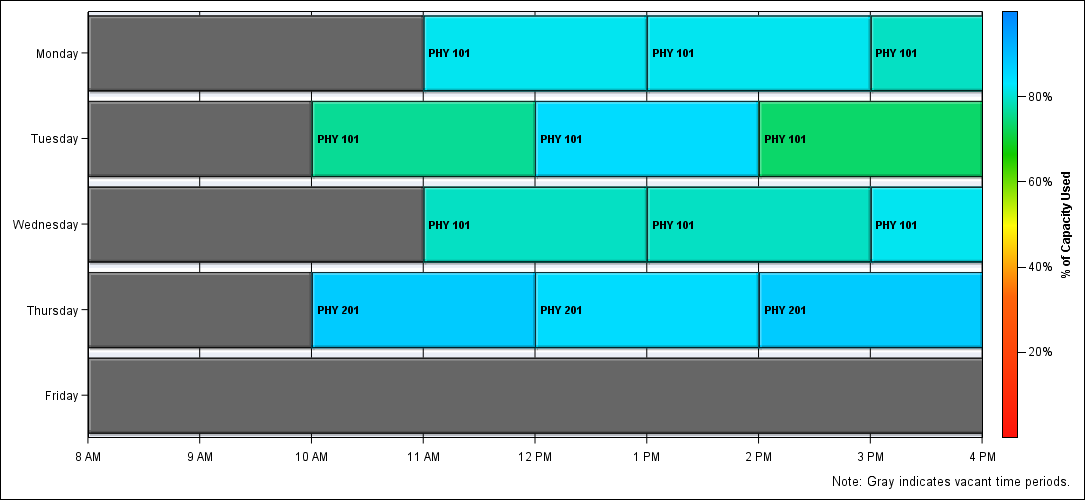 Monday
PHY 101 PHY 101 PHY 101
Tuesday
PHY 101 PHY 101 PHY 101
Wednesday
PHY 101 PHY 101 PHY 101
Thursday
PHY 201 PHY 201 PHY 201
Friday
8 AM 9 AM 10 AM 11 AM 12 PM 1 PM 2 PM 3 PM 4 PM
80%
60%
40%
20%
% of Capacity Used
Note: Gray indicates vacant time periods.